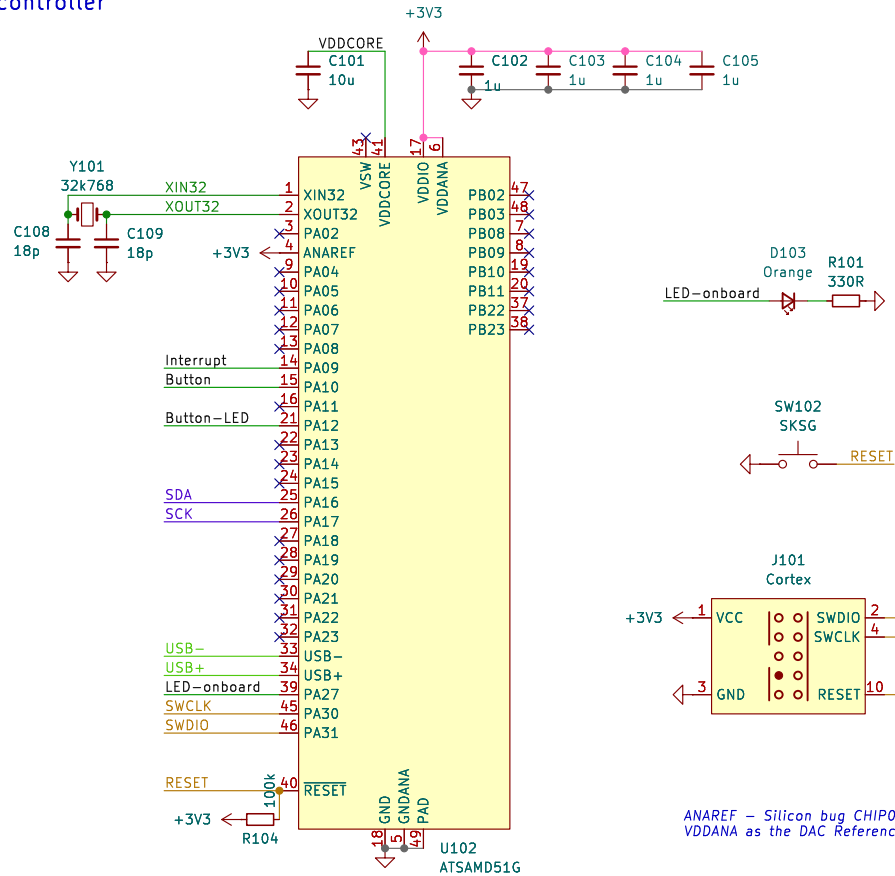 controller
+3V3
VDDCORE
C101
10u
C102
1u
C103
1u
C104
1u
C105
1u
43
41
17
6
VSW
VDDCORE
VDDIO
VDDANA
Y101
32k768
XIN32
XOUT32
C108
18p
C109
18p
+3V3
1 XIN32
2 XOUT32
3 PA02
4 ANAREF
9 PA04
10 PA05
11 PA06
12 PA07
13 PA08
Interrupt 14 PA09
Button 15 PA10
16 PA11
Button-LED 21 PA12
22 PA13
23 PA14
24 PA15
SDA 25 PA16
SCK 26 PA17
27 PA18
28 PA19
29 PA20
30 PA21
31 PA22
32 PA23
USB- 33 USB-
USB+ 34 USB+
LED-onboard 39 PA27
SWCLK 45 PA30
SWDIO 46 PA31
RESET 40 RESET
100k
+3V3
R104
PB02 47
PB03 48
PB08 7
PB09 8
PB10 19
PB11 20
PB22 37
PB23 38
GND
GNDANA
PAD
18
5
49
U102
ATSAMD51G
D103
Orange
R101
330R
LED-onboard
SW102
SKSG
RESET
J101
Cortex
+3V3 1 VCC SWDIO 2
SWCLK 4
3 GND RESET 10
ANAREF - Silicon bug CHIP0
VDDANA as the DAC Referenc